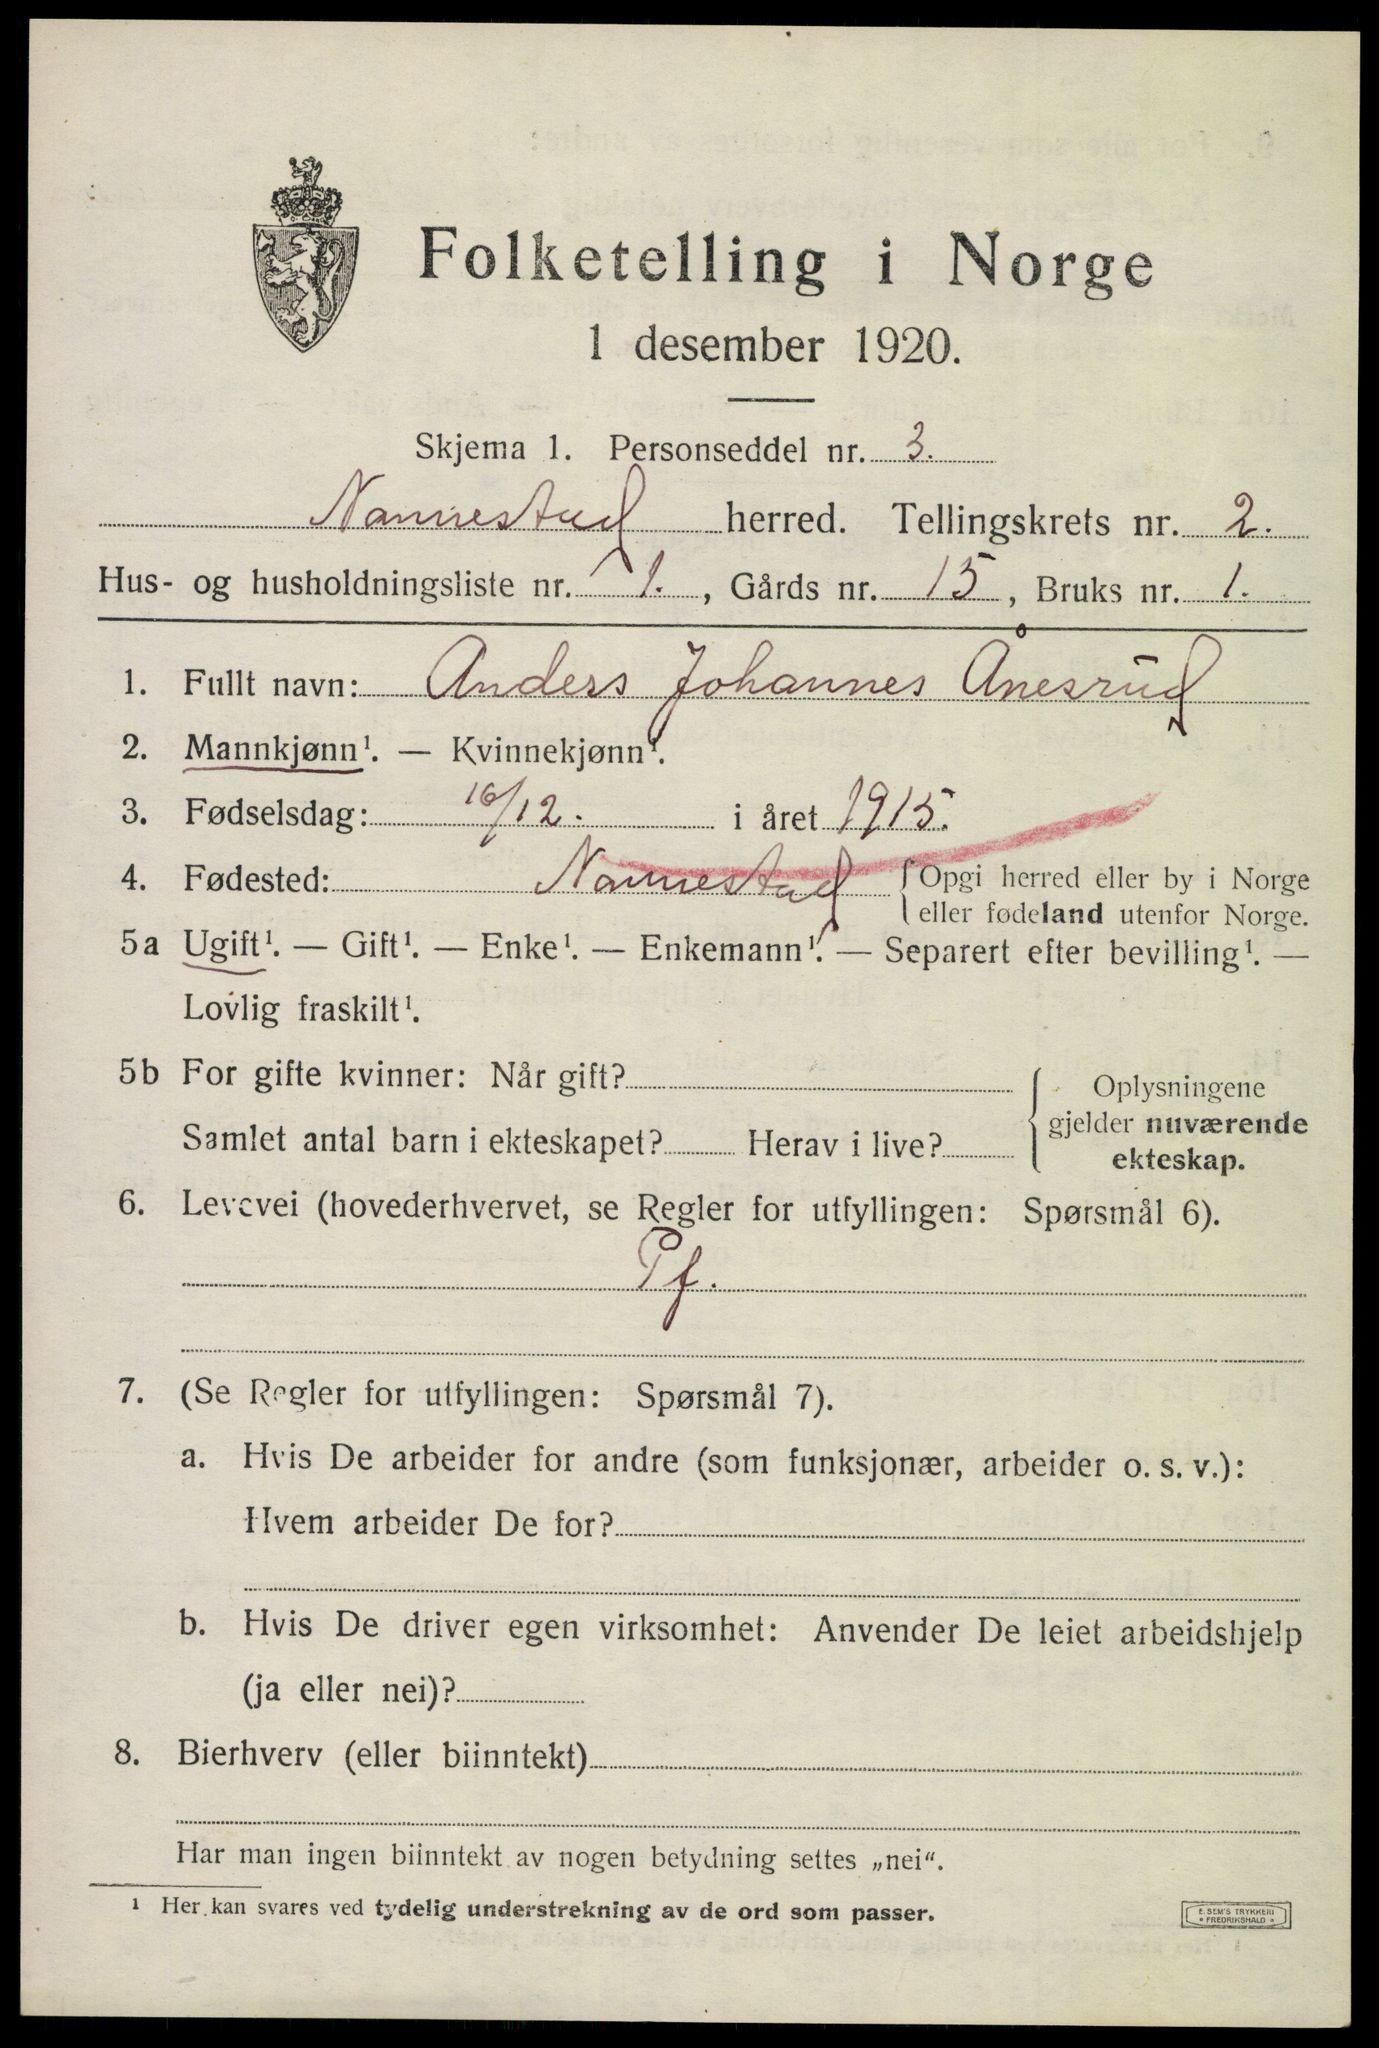 Folketelling i Norge
1 desember 1920.
Skjema 1. Personseddel nr. 3.
Nannestad herred. Tellingskrets nr. 2.
Hus- og husholdningsliste nr. 1., Gårds nr. 15, Bruks nr. 1.
1. Fullt navn: Anders Johannes Ånesrud
2. Mannkjønn¹. — Kvinnekjønn¹.
3. Fødselsdag: 16/12. i året 1915.
4. Fødested: Nannestad {Opgi herred eller by i Norge
eller fødeland utenfor Norge.
5a Ugift¹. — Gift¹. — Enke¹. — Enkemann¹. — Separert efter bevilling¹. —
Lovlig fraskilt¹.
5b For gifte kvinner: Når gift?
Samlet antal barn i ekteskapet? Herav i live?
{ Oplysningene
gjelder nuværende
ekteskap.
6. Levevei (hovederhvervet, se Regler for utfyllingen: Spørsmål 6).
Pf.
7. (Se Regler for utfyllingen: Spørsmål 7).
a. Hvis De arbeider for andre (som funksjonær, arbeider o. s. v.):
Hvem arbeider De for?
b. Hvis De driver egen virksomhet: Anvender De leiet arbeidshjelp
(ja eller nei)?
8. Bierhverv (eller biinntekt)
Har man ingen biinntekt av nogen betydning settes „nei“.
¹ Her kan svares ved tydelig understrekning av de ord som passer.
E. SEM'S TRYKKERI
• FREDRIKSHALD •